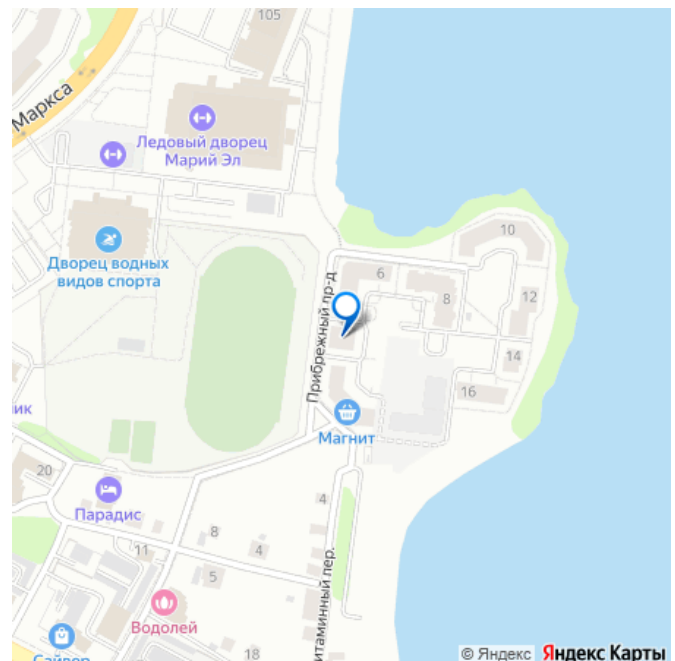 105
Маркса
Ледовый дворец
Марий Эл
Дворец водных
видов спорта
10
6
8
12
Прибрежный пр-д
14
16
ик
Магнит
20
Парадис
4
8
11
4
5
итаминный пер.
Водолей
18
Сайвер
© Яндекс Яндекс Карты